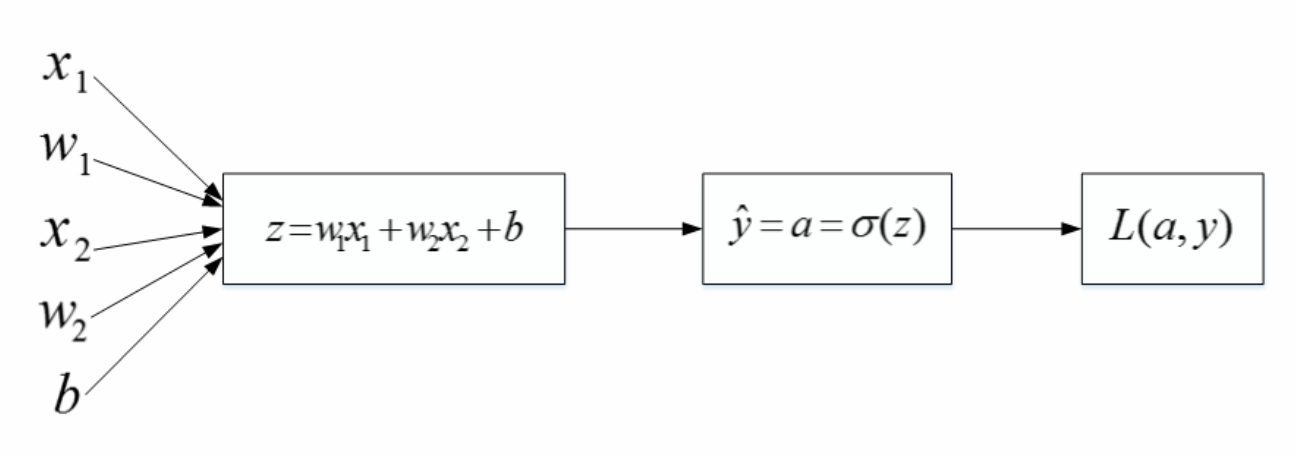 x₁
w₁
x₂
w₂
b
z=w₁x₁+w₂x₂+b
ŷ=a=σ(z)
L(a,y)